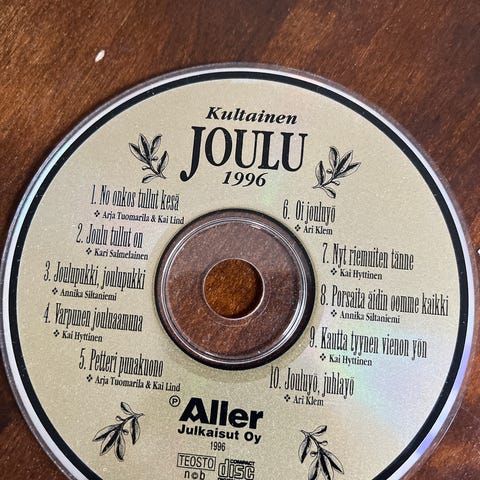 Kultainen
JOULU
1996
1. No onkos tullut kesä
❖ Arja Tuomarila & Kai Lind
2. Joulu tullut on
❖ Kari Salmelainen
3. Joulupukki, joulupukki
❖ Annika Siltaniemi
4. Varpunen jouluaamuna
❖ Kai Hyttinen
5. Petteri punakuono
❖ Arja Tuomarila & Kai Lind
6. Oi jouluyö
❖ Ari Klem
7. Nyt riemuiten tänne
❖ Kai Hyttinen
8. Porsaita äidin oomme kaikki
❖ Annika Siltaniemi
9. Kautta tyynen vienon yön
❖ Kai Hyttinen
10. Jouluyö, juhlayö
❖ Ari Klem
℗ Aller
Julkaisut Oy
1996
TEOSTO
n©b
COMPACT
disc